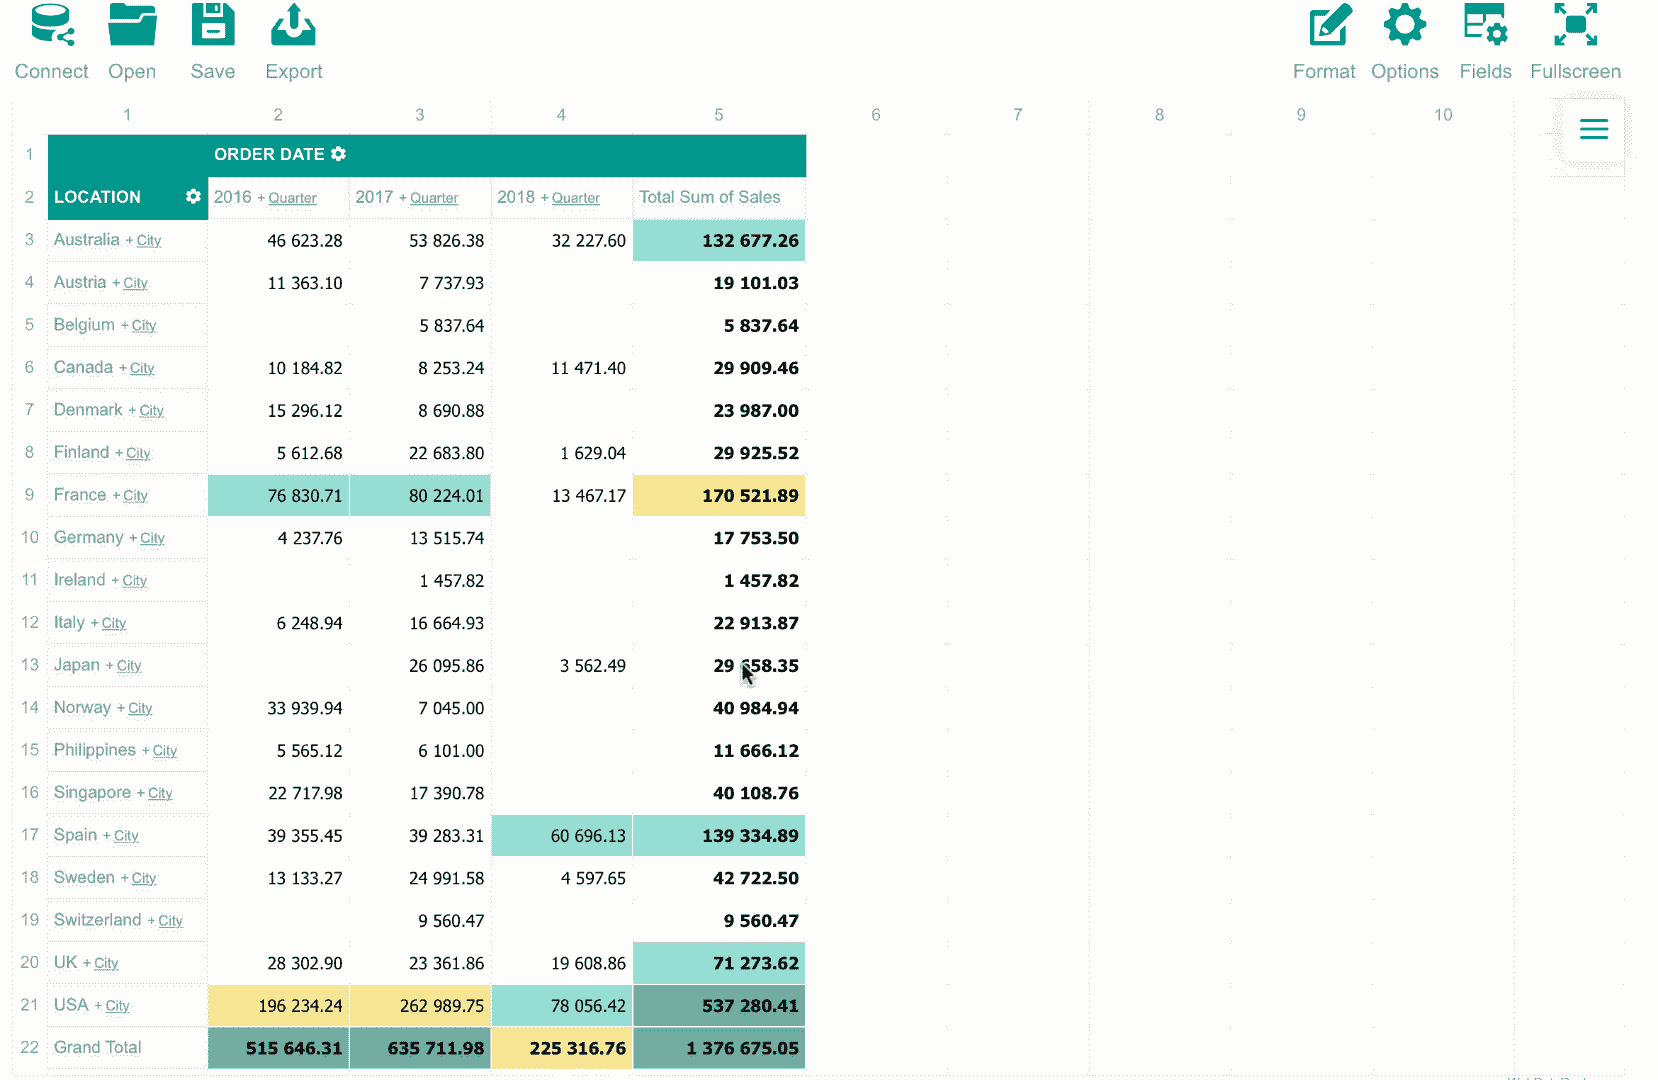 Connect Open Save Export Format Options Fields Fullscreen
1 2 3 4 5 6 7 8 9 10
1 ORDER DATE
2 LOCATION 2016 + Quarter 2017 + Quarter 2018 + Quarter Total Sum of Sales
3 Australia + City 46 623.28 53 826.38 32 227.60 132 677.26
4 Austria + City 11 363.10 7 737.93 19 101.03
5 Belgium + City 5 837.64 5 837.64
6 Canada + City 10 184.82 8 253.24 11 471.40 29 909.46
7 Denmark + City 15 296.12 8 690.88 23 987.00
8 Finland + City 5 612.68 22 683.80 1 629.04 29 925.52
9 France + City 76 830.71 80 224.01 13 467.17 170 521.89
10 Germany + City 4 237.76 13 515.74 17 753.50
11 Ireland + City 1 457.82 1 457.82
12 Italy + City 6 248.94 16 664.93 22 913.87
13 Japan + City 26 095.86 3 562.49 29 658.35
14 Norway + City 33 939.94 7 045.00 40 984.94
15 Philippines + City 5 565.12 6 101.00 11 666.12
16 Singapore + City 22 717.98 17 390.78 40 108.76
17 Spain + City 39 355.45 39 283.31 60 696.13 139 334.89
18 Sweden + City 13 133.27 24 991.58 4 597.65 42 722.50
19 Switzerland + City 9 560.47 9 560.47
20 UK + City 28 302.90 23 361.86 19 608.86 71 273.62
21 USA + City 196 234.24 262 989.75 78 056.42 537 280.41
22 Grand Total 515 646.31 635 711.98 225 316.76 1 376 675.05